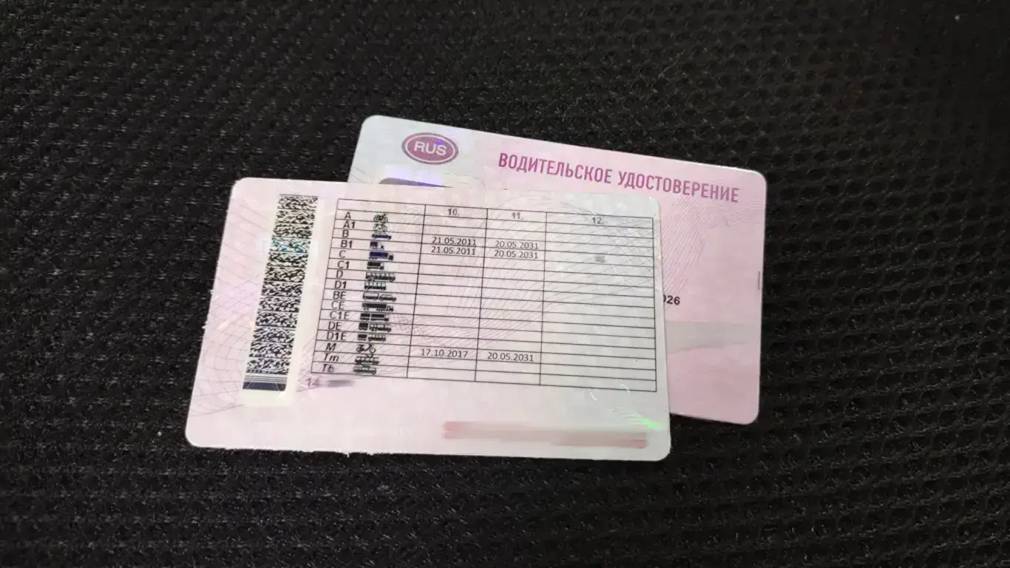 RUS
ВОДИТЕЛЬСКОЕ УДОСТОВЕРЕНИЕ
026
10. 11. 12.
A
A1
B 21.05.2011 20.05.2031
B1 21.05.2011 20.05.2031
C
C1
D
D1
BE
CE
C1E
DE
D1E
M 17.10.2017 20.05.2031
Tm
Tb
14